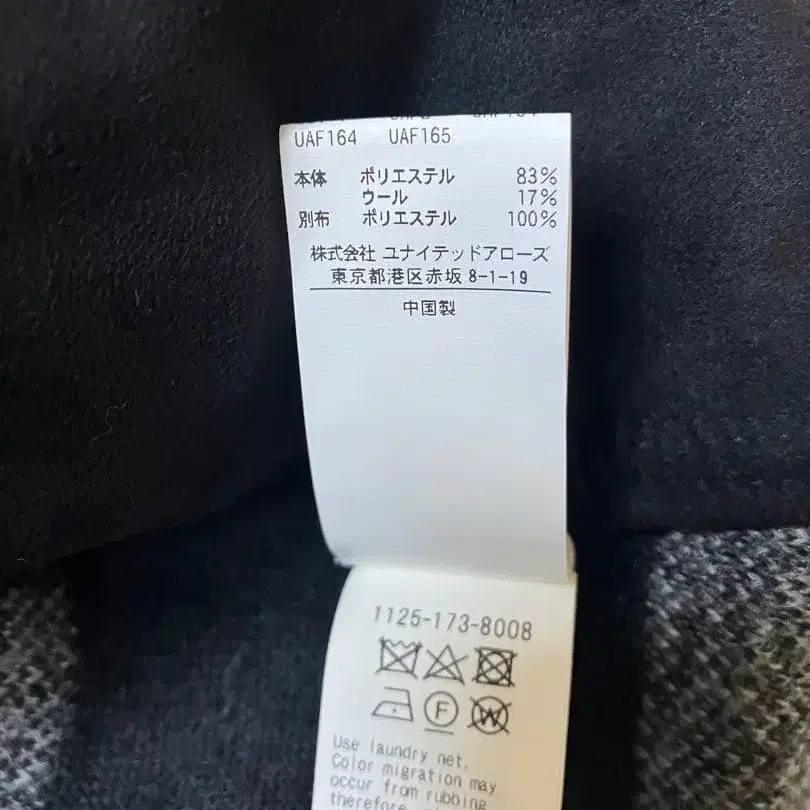 UAF164 UAF165
本体 ポリエステル 83%
ウール 17%
別布 ポリエステル 100%
株式会社 ユナイテッドアローズ
東京都港区赤坂 8-1-19
中国製
1125-173-8008
F W
Use laundry net.
Color migration may
occur from rubbing
therefore